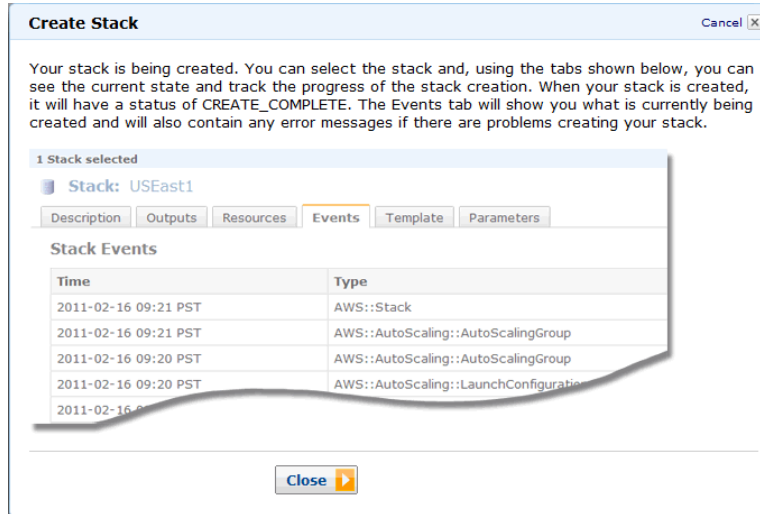 Create Stack
Cancel X
Your stack is being created. You can select the stack and, using the tabs shown below, you can
see the current state and track the progress of the stack creation. When your stack is created,
it will have a status of CREATE_COMPLETE. The Events tab will show you what is currently being
created and will also contain any error messages if there are problems creating your stack.
1 Stack selected
Stack: USEast1
Description Outputs Resources Events Template Parameters
Stack Events
Time Type
2011-02-16 09:21 PST AWS::Stack
2011-02-16 09:21 PST AWS::AutoScaling::AutoScalingGroup
2011-02-16 09:20 PST AWS::AutoScaling::AutoScalingGroup
2011-02-16 09:20 PST AWS::AutoScaling::LaunchConfiguration
2011-02-16
Close